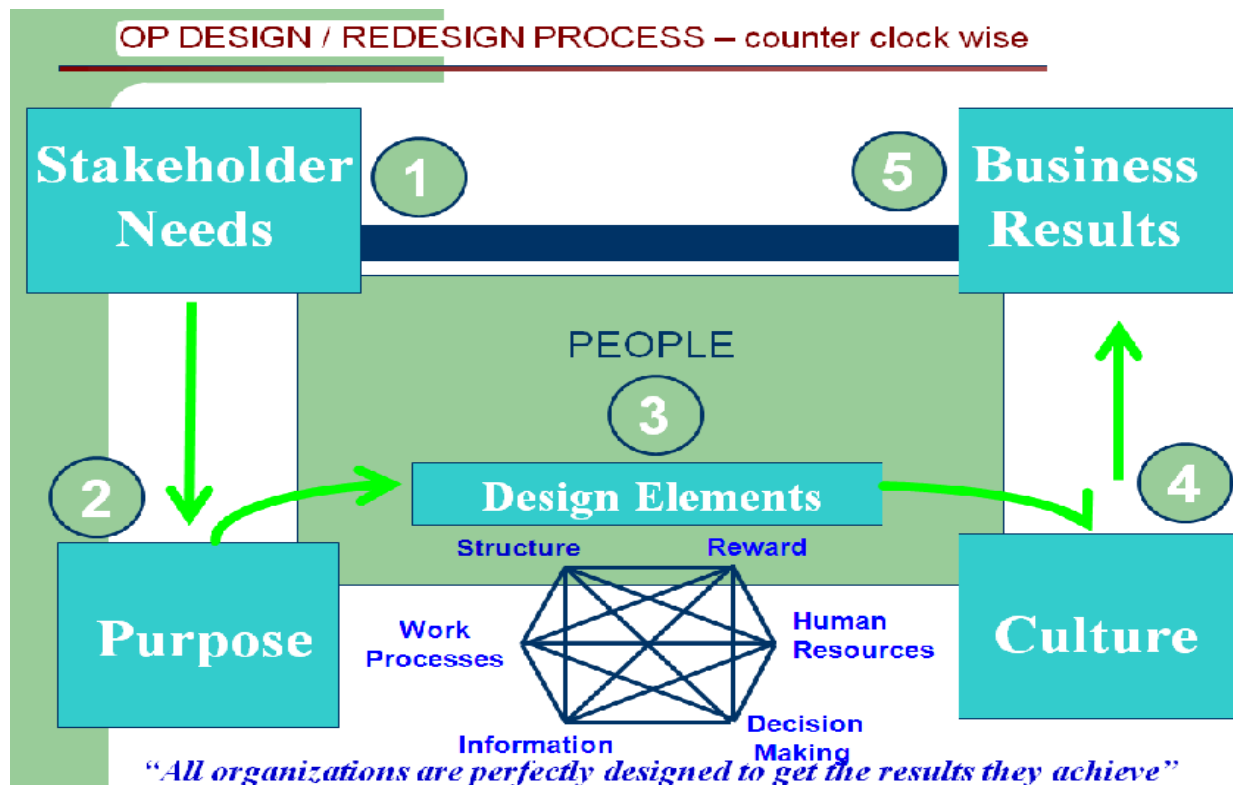 OP DESIGN / REDESIGN PROCESS – counter clock wise
Stakeholder
Needs
1
5
Business
Results
PEOPLE
3
2
Design Elements
4
Structure
Reward
Purpose
Work
Processes
Human
Resources
Culture
Information
Decision
Making
“All organizations are perfectly designed to get the results they achieve”